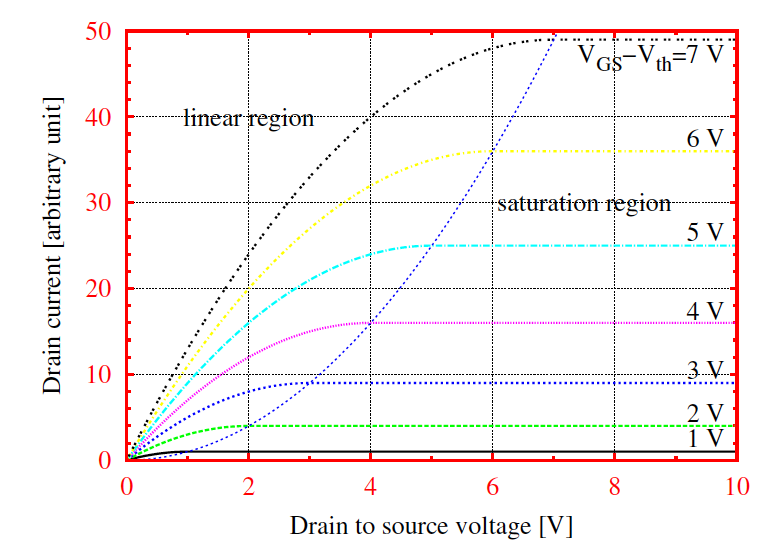 50
V_GS−V_th=7 V
linear region
40
6 V
30
saturation region
5 V
20
4 V
10
3 V
2 V
1 V
0
0 2 4 6 8 10
Drain to source voltage [V]
Drain current [arbitrary unit]